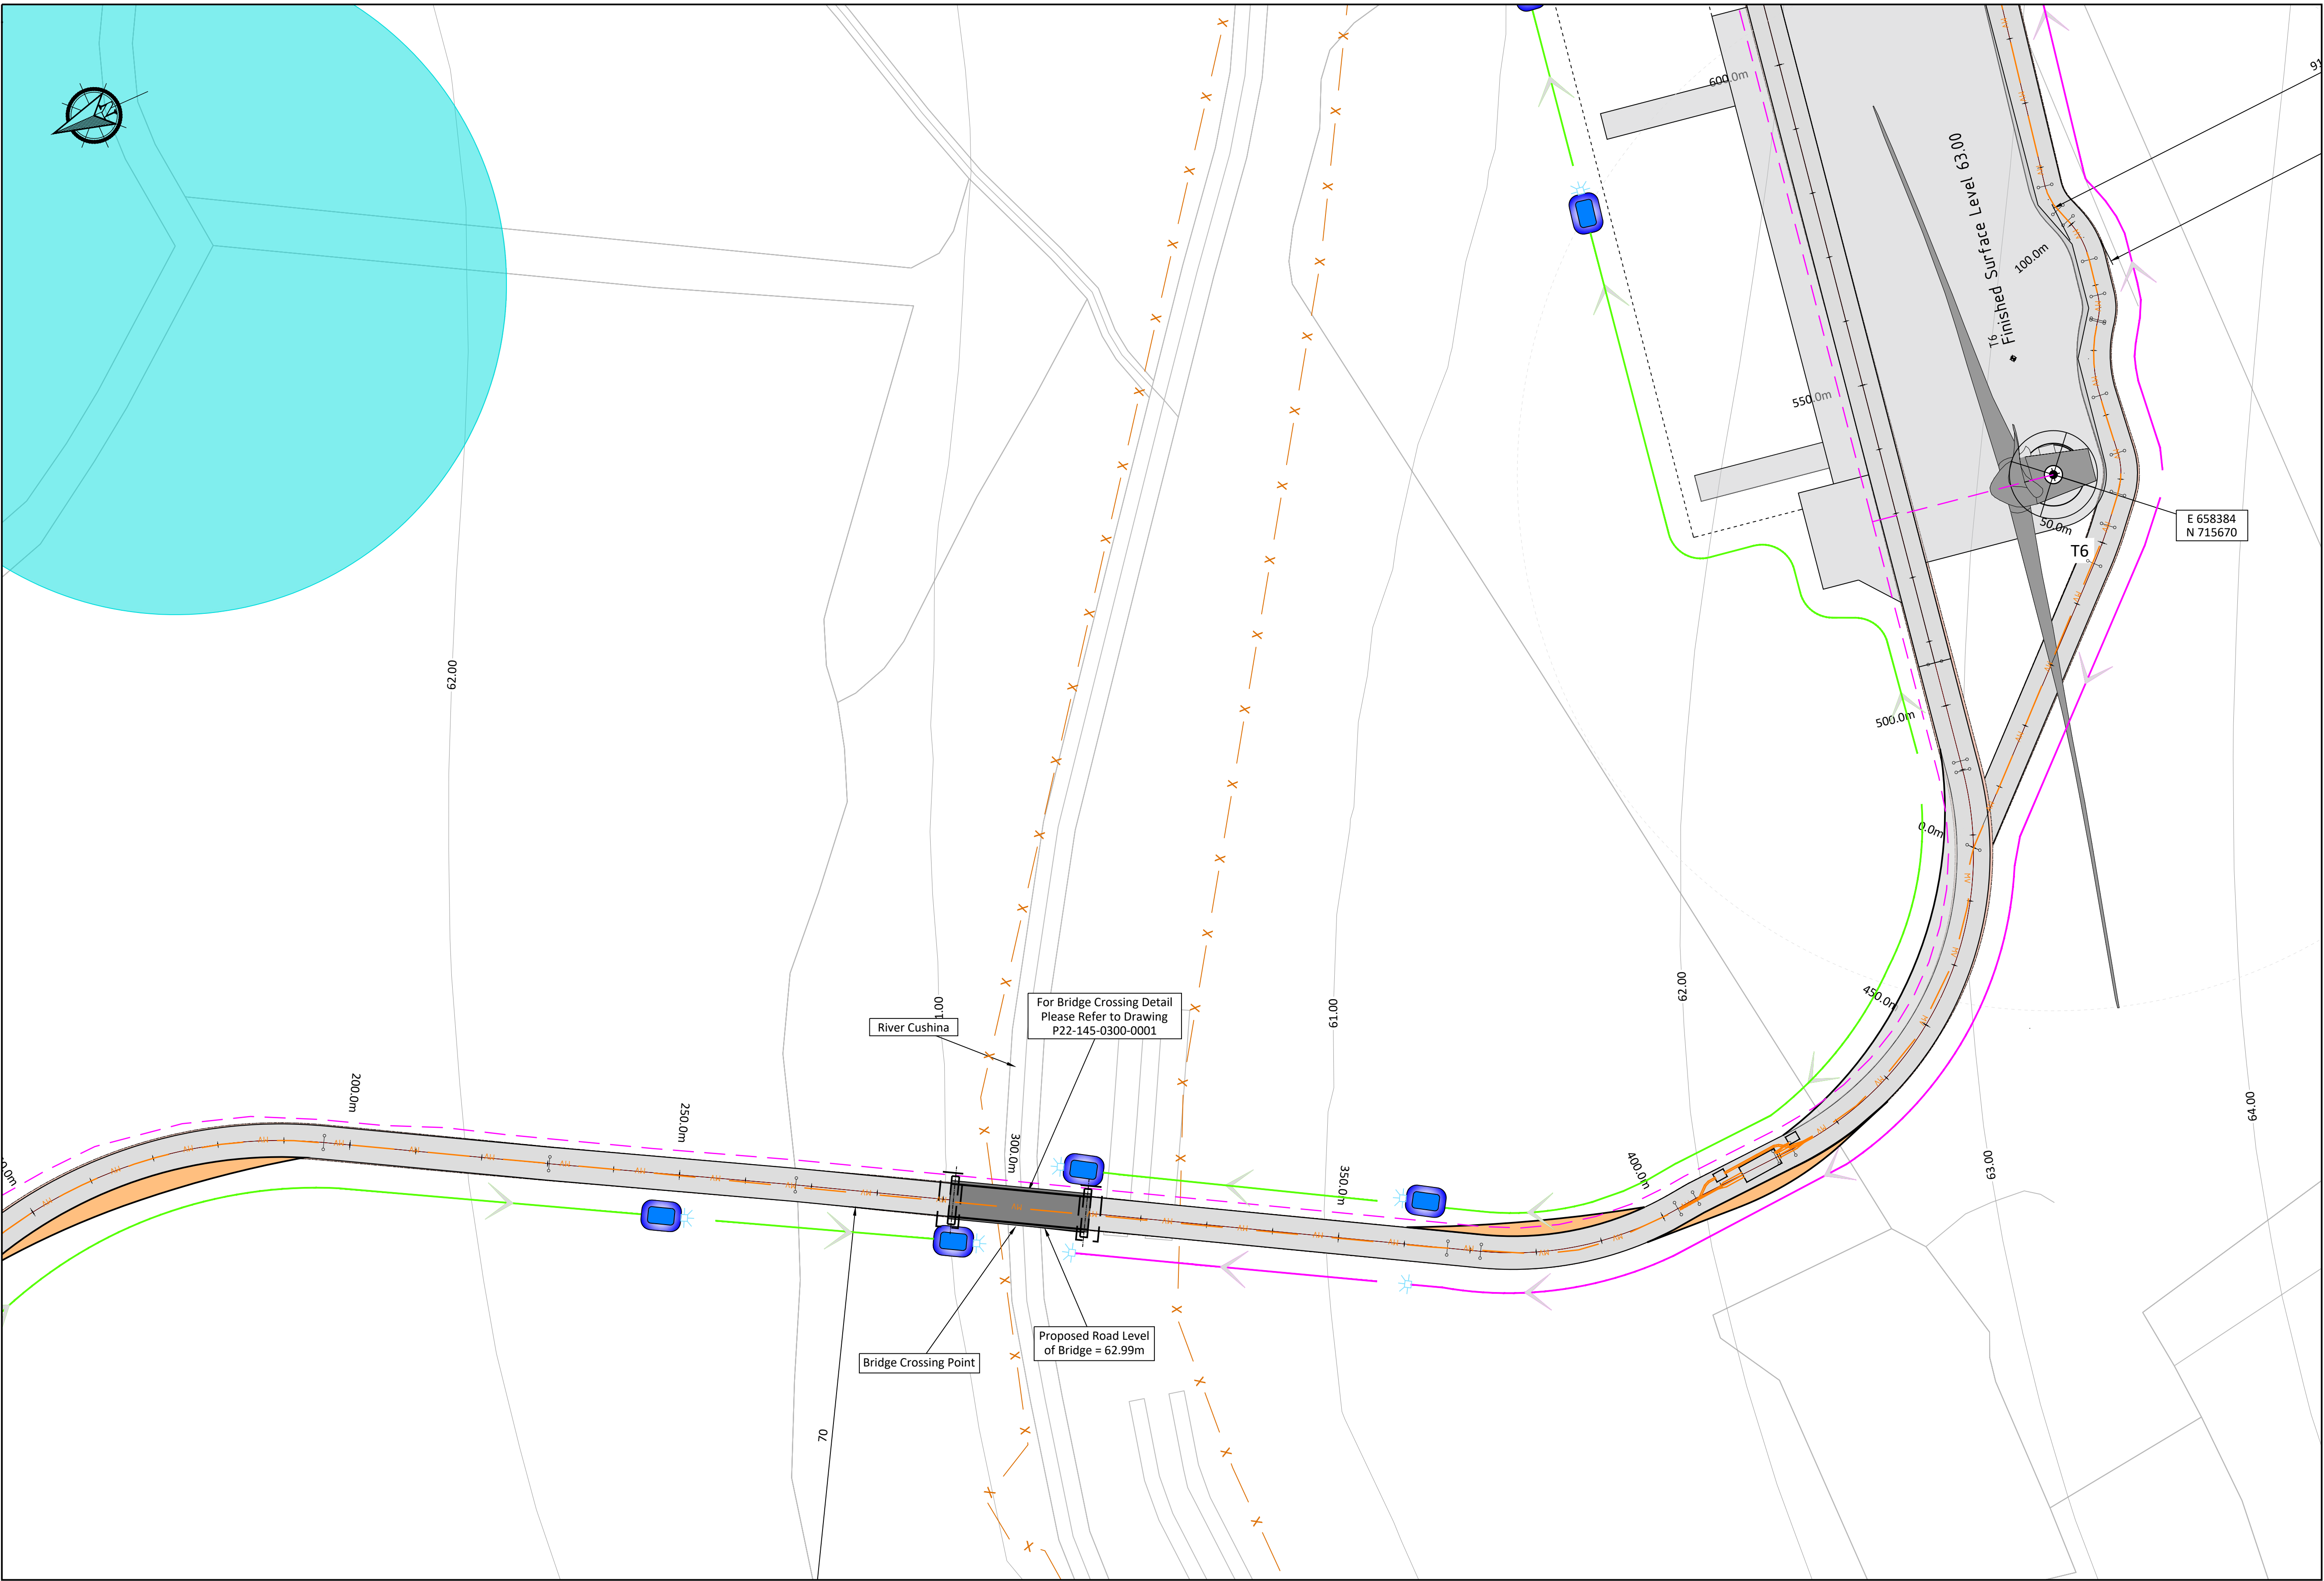 600.0m
91
Finished Surface Level 63.00
T6
100.0m
550.0m
E 658384
N 715670
50.0m
T6
62.00
500.0m
0.0m
450.0m
For Bridge Crossing Detail
Please Refer to Drawing
P22-145-0300-0001
River Cushina
61.00
62.00
64.00
200.0m
250.0m
300.0m
350.0m
400.0m
63.00
Proposed Road Level
of Bridge = 62.99m
Bridge Crossing Point
70